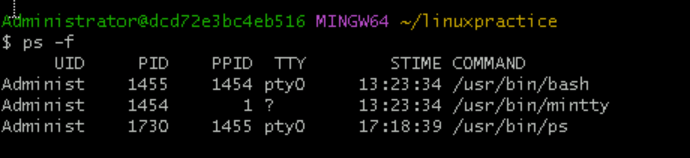 Administrator@dcd72e3bc4eb516 MINGW64 ~/linuxpractice
$ ps -f
UID PID PPID TTY STIME COMMAND
Administ 1455 1454 pty0 13:23:34 /usr/bin/bash
Administ 1454 1 ? 13:23:34 /usr/bin/mintty
Administ 1730 1455 pty0 17:18:39 /usr/bin/ps